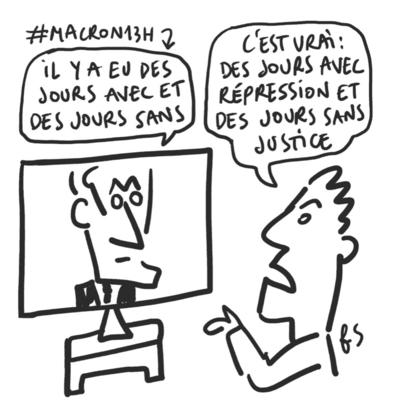 #MACRON13H
IL Y A EU DES
JOURS AVEC ET
DES JOURS SANS
C'EST VRAI :
DES JOURS AVEC
RÉPRESSION ET
DES JOURS SANS
JUSTICE